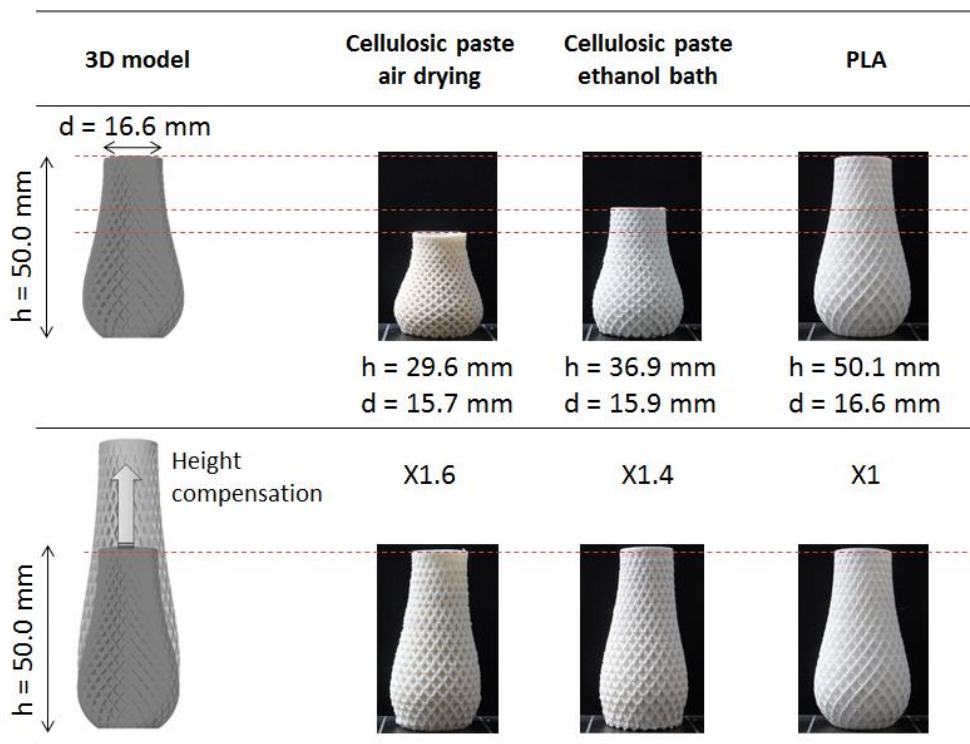 3D model
Cellulosic paste
air drying
Cellulosic paste
ethanol bath
PLA
d = 16.6 mm
h = 50.0 mm
h = 29.6 mm
d = 15.7 mm
h = 36.9 mm
d = 15.9 mm
h = 50.1 mm
d = 16.6 mm
Height
compensation
X1.6
X1.4
X1
h = 50.0 mm